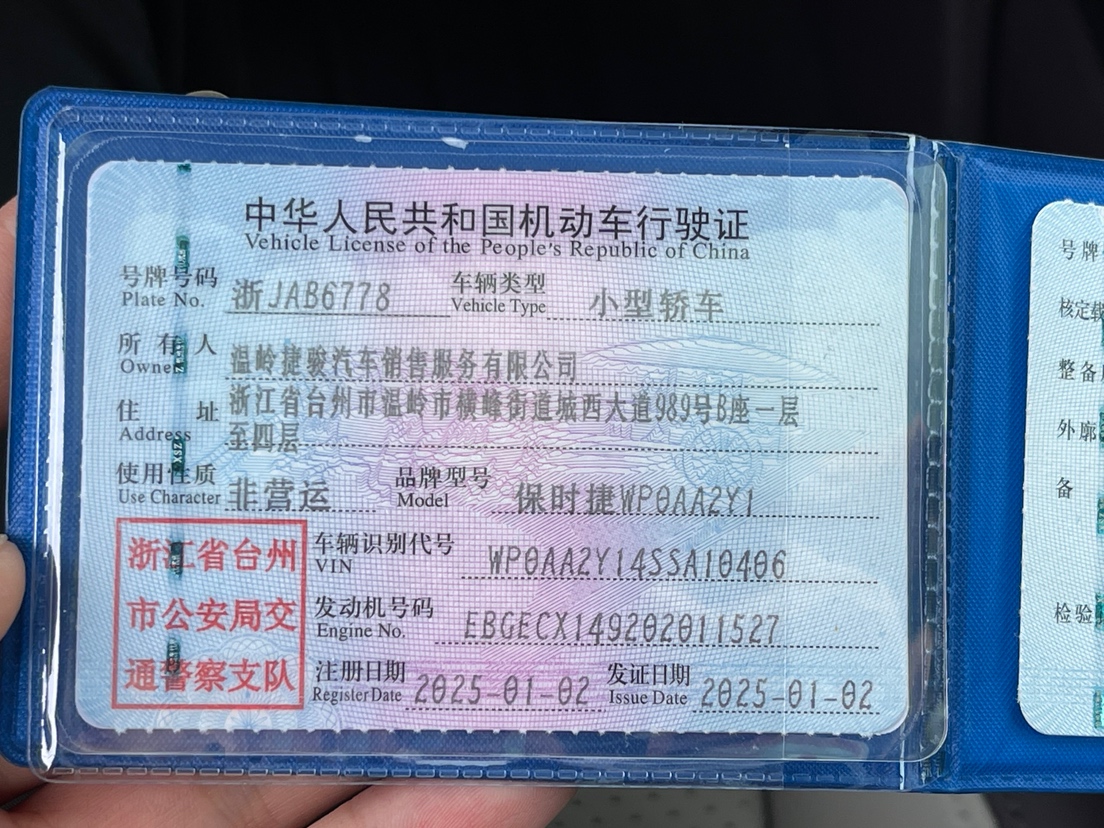 中华人民共和国机动车行驶证
Vehicle License of the People's Republic of China
号牌号码 浙JAB6778 车辆类型 小型轿车
Plate No. Vehicle Type
所有人 温岭捷骏汽车销售服务有限公司
Owner
住址 浙江省台州市温岭市横峰街道城西大道989号B座一层
Address 至四层
使用性质 非营运 品牌型号 保时捷WP0AA2Y1
Use Character Model
浙江省台州
市公安局交
通警察支队
车辆识别代号 WP0AA2Y14SSA10406
VIN
发动机号码 EBGECX149202011527
Engine No.
注册日期 2025-01-02 发证日期 2025-01-02
Register Date Issue Date
号牌
核定载
整备
外廓
备
检验